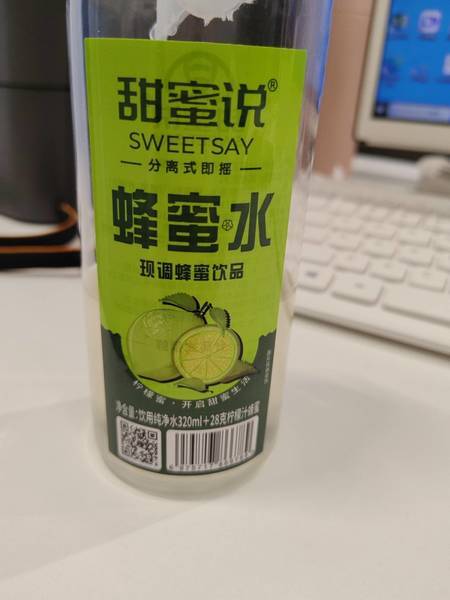 甜蜜说®
SWEETSAY
分离式即摇
蜂蜜水
现调蜂蜜饮品
柠檬蜜·开启甜蜜生活
净含量:饮用纯净水320ml+28克柠檬汁蜂蜜